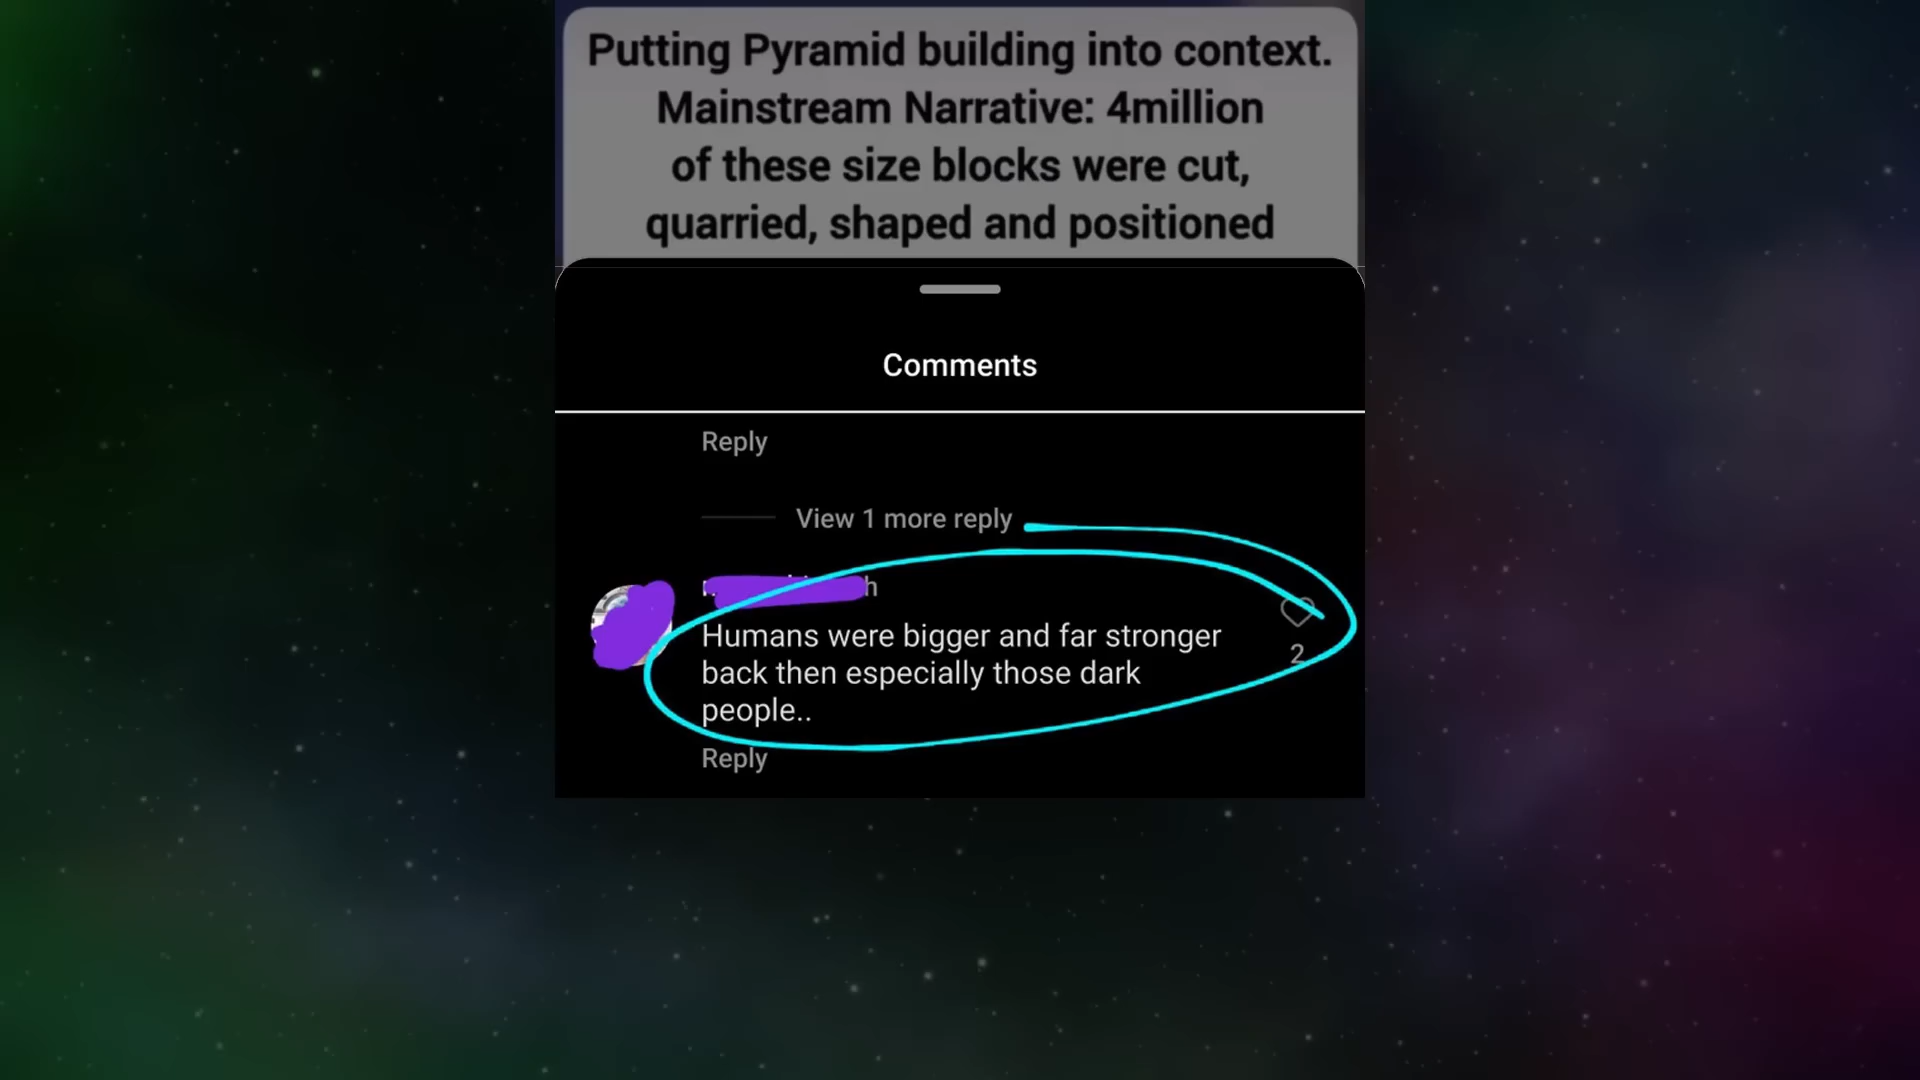 Putting Pyramid building into context.
Mainstream Narrative: 4million
of these size blocks were cut,
quarried, shaped and positioned
Comments
Reply
View 1 more reply
Humans were bigger and far stronger
back then especially those dark
people..
2
Reply